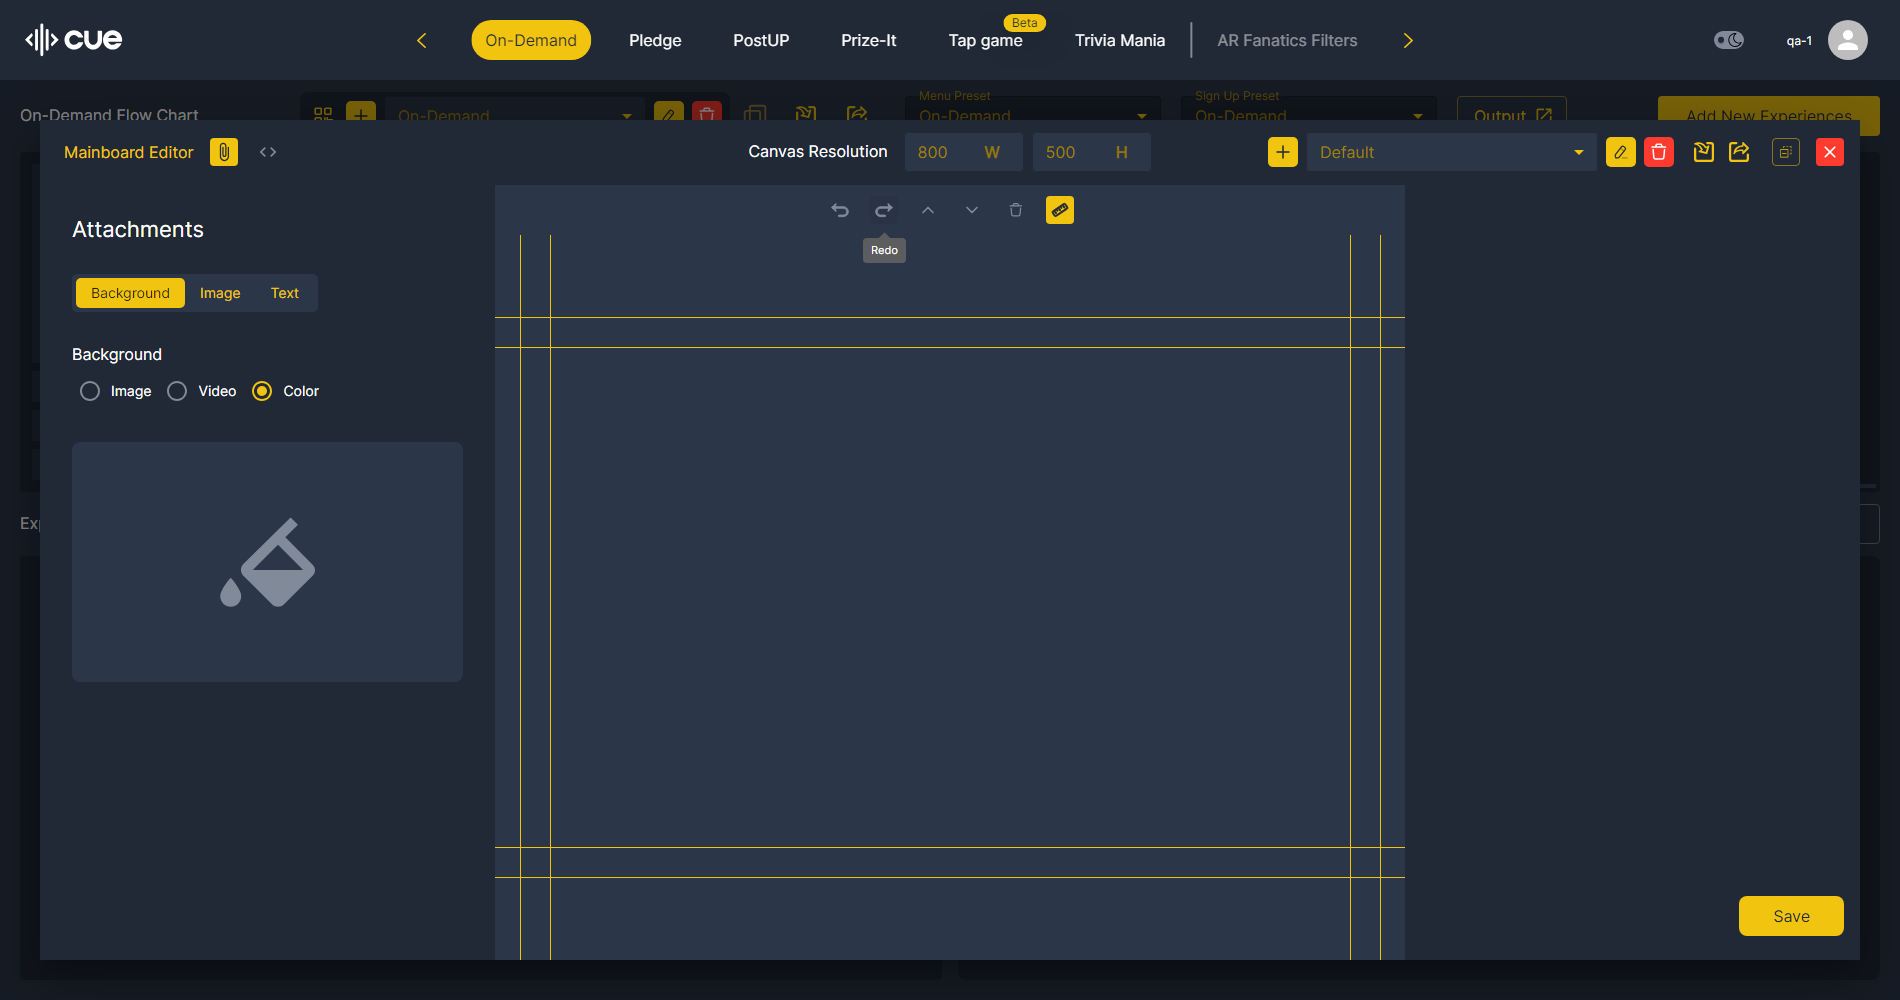 cue
On-Demand
Pledge
PostUP
Prize-It
Beta
Tap game
Trivia Mania
AR Fanatics Filters
qa-1
On-Demand Flow Chart
On-Demand
Menu Preset
On-Demand
Sign Up Preset
On-Demand
Output
Add New Experiences
Mainboard Editor
Canvas Resolution
800 W
500 H
Default
Attachments
Redo
Background
Image
Text
Background
Image
Video
Color
Exp
Save